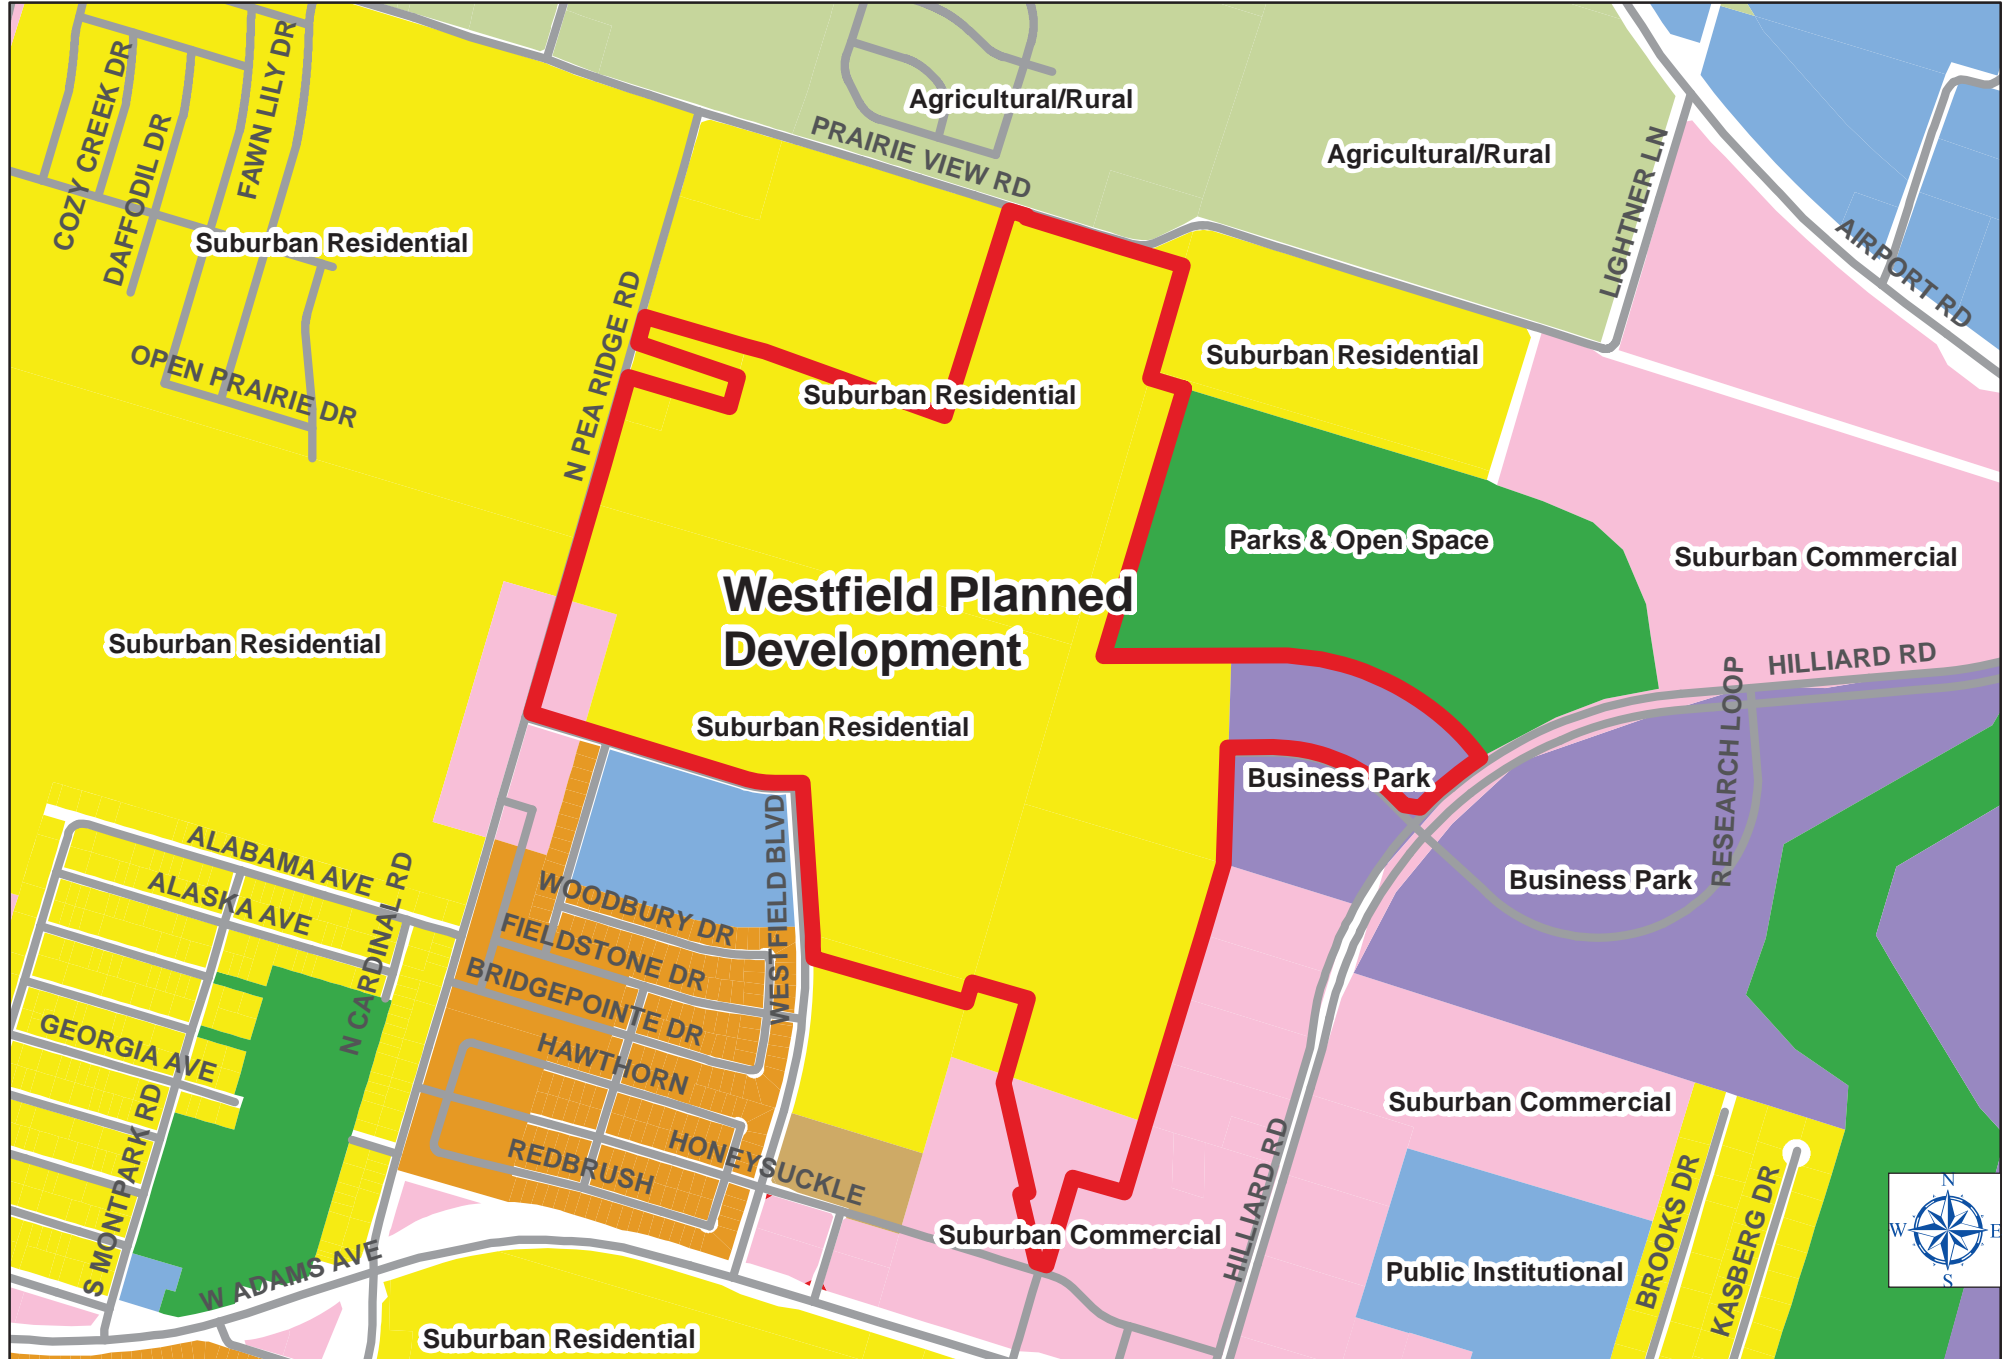 COZY CREEK DR
DAFFODIL DR
FAWN LILY DR
Agricultural/Rural
PRAIRIE VIEW RD
Agricultural/Rural
LIGHTNER LN
AIRPORT RD
Suburban Residential
OPEN PRAIRIE DR
N PEA RIDGE RD
Suburban Residential
Suburban Residential
Parks & Open Space
Suburban Commercial
Westfield Planned
Development
Suburban Residential
Suburban Residential
HILLIARD RD
RESEARCH LOOP
Business Park
Business Park
ALABAMA AVE
ALASKA AVE
N CARDINAL RD
GEORGIA AVE
S MONTPARK RD
WOODBURY DR
FIELDSTONE DR
BRIDGEPOINTE DR
HAWTHORN
WESTFIELD BLVD
HONEYSUCKLE
REDBRUSH
W ADAMS AVE
Suburban Commercial
HILLIARD RD
Suburban Commercial
Public Institutional
BROOKS DR
KASBERG DR
Suburban Residential
N
W E
S